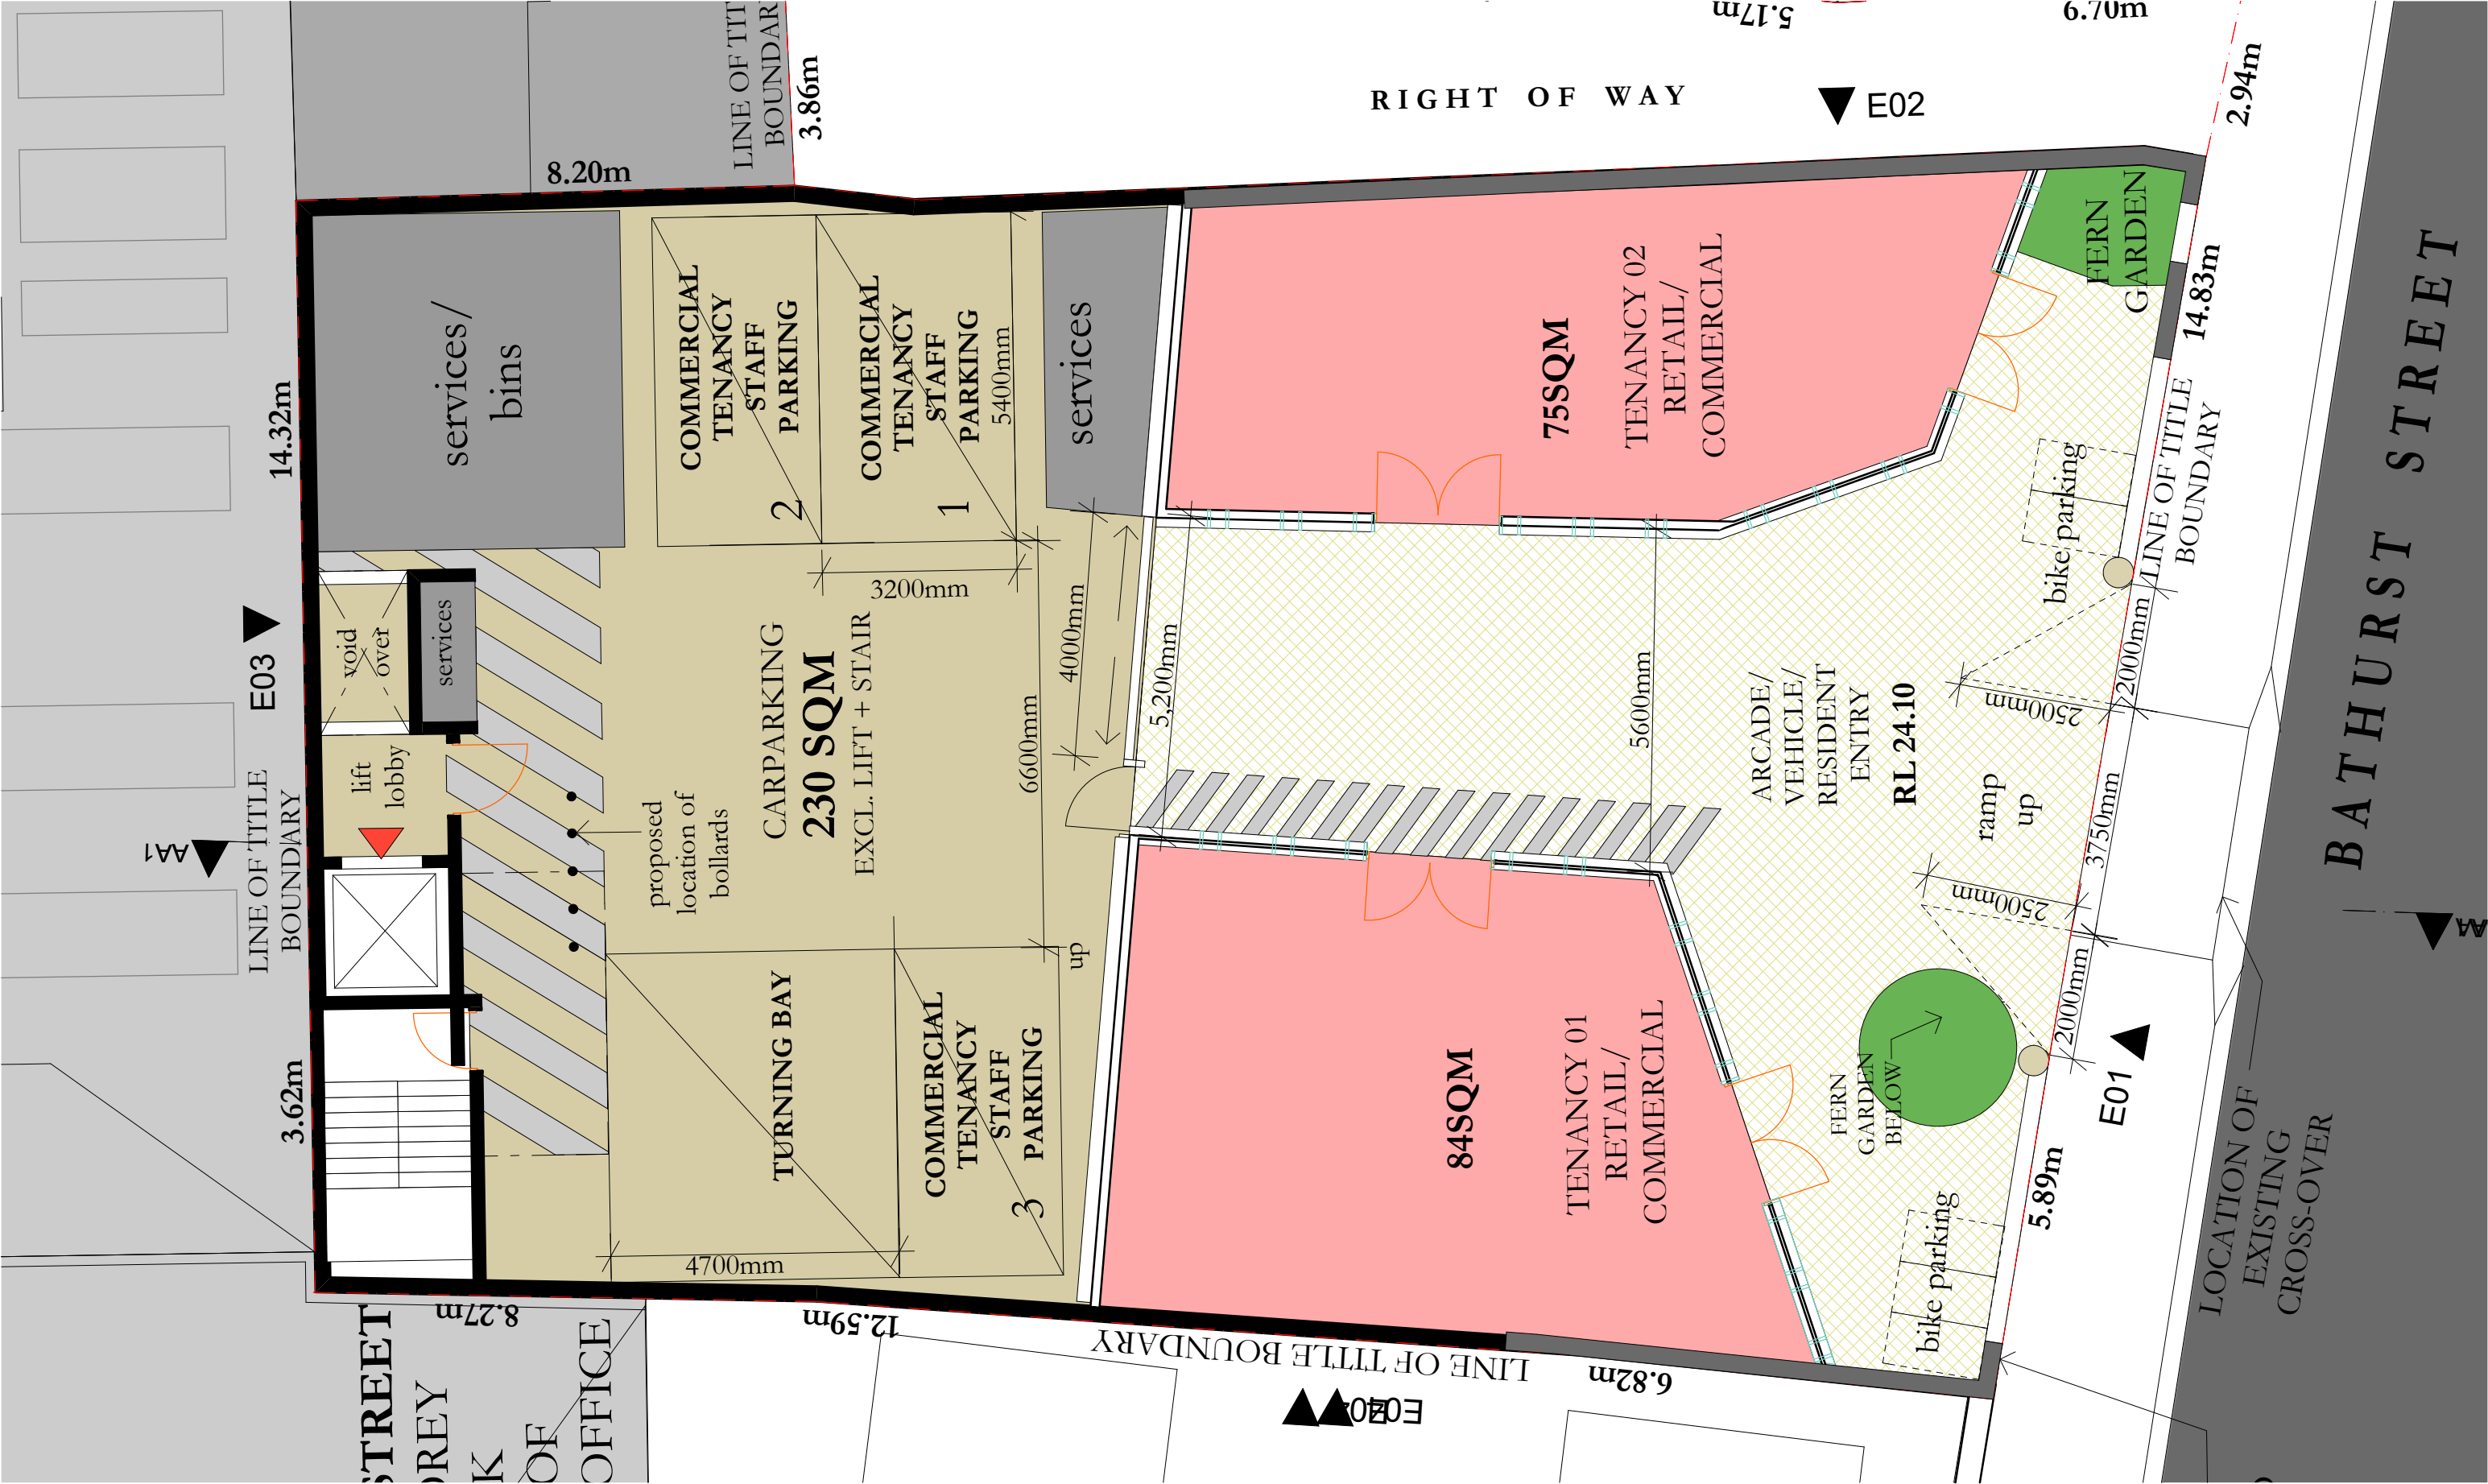 5.17m
6.70m
2.94m
LINE OF TIT
BOUNDAR
3.86m
RIGHT OF WAY
E02
8.20m
14.32m
services/
bins
COMMERCIAL
TENANCY
STAFF
PARKING
2
COMMERCIAL
TENANCY
STAFF
PARKING
1
5400mm
services
75SQM
TENANCY 02
RETAIL/
COMMERCIAL
FERN
GARDEN
14.83m
LINE OF TITLE
BOUNDARY
bike parking
BATHURST STREET
E03
void
over
services
lift
lobby
3200mm
4000mm
6600mm
5,200mm
5600mm
CARPARKING
230 SQM
EXCL. LIFT + STAIR
proposed
location of
bollards
ARCADE/
VEHICLE/
RESIDENT
ENTRY
RL 24.10
ramp
up
2500mm
2000mm
3750mm
2500mm
2000mm
LINE OF TITLE
BOUNDARY
AA1
AA
3.62m
TURNING BAY
COMMERCIAL
TENANCY
STAFF
PARKING
3
up
4700mm
84SQM
TENANCY 01
RETAIL/
COMMERCIAL
FERN
GARDEN
BELOW
bike parking
5.89m
E01
LOCATION OF
EXISTING
CROSS-OVER
8.27m
12.59m
LINE OF TITLE BOUNDARY
6.82m
E04
STREET
OREY
K
OF
OFFICE